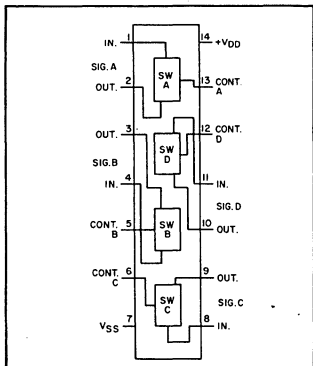 1
IN.
14
+VDD
SIG.A
SW
A
2
OUT.
13
CONT.
A
3
OUT.
12
CONT.
D
SW
D
SIG.B
4
IN.
11
IN.
SIG.D
SW
B
5
CONT.
B
10
OUT.
6
CONT.
C
9
OUT.
SW
C
SIG.C
7
VSS
8
IN.